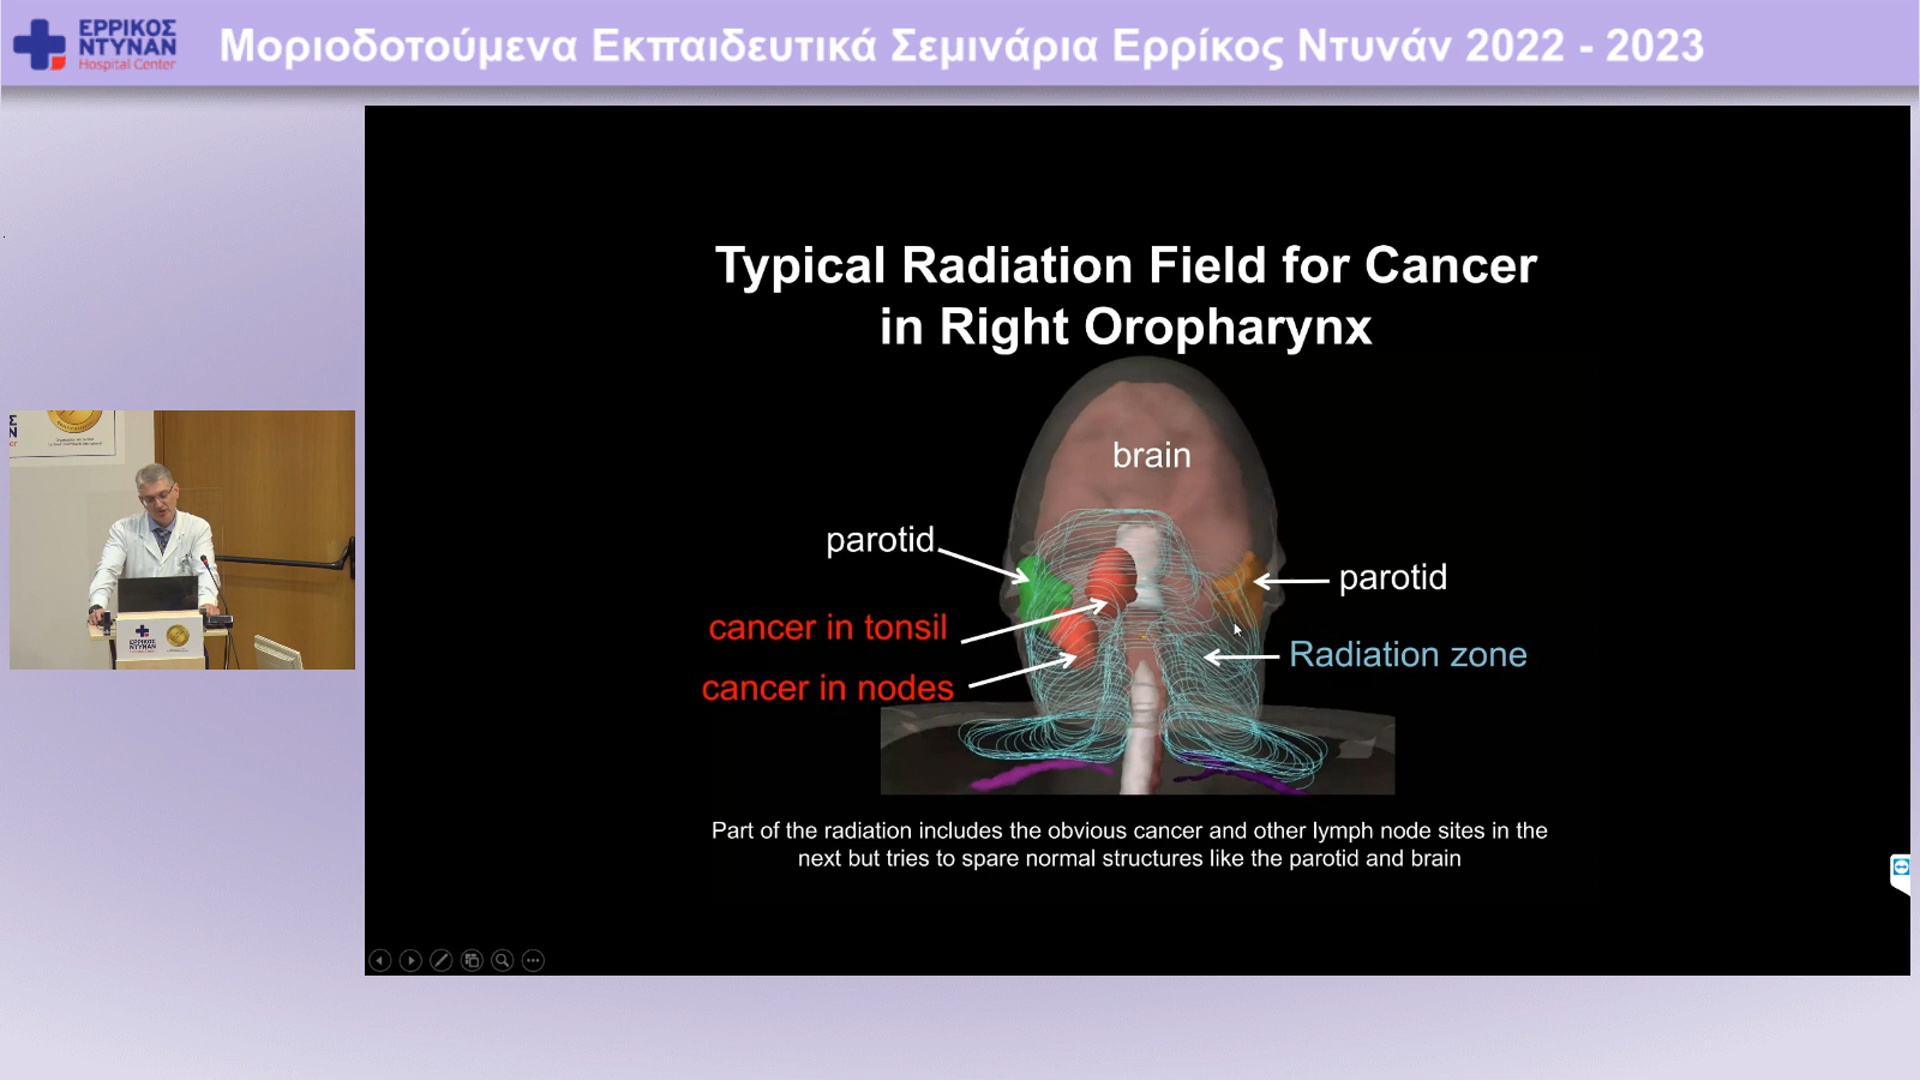 ΕΡΡΙΚΟΣ
ΝΤΥΝΑΝ
Hospital Center
Μοριοδοτούμενα Εκπαιδευτικά Σεμινάρια Ερρίκος Ντυνάν 2022 - 2023
Typical Radiation Field for Cancer
in Right Oropharynx
brain
parotid
parotid
cancer in tonsil
Radiation zone
cancer in nodes
Part of the radiation includes the obvious cancer and other lymph node sites in the
next but tries to spare normal structures like the parotid and brain